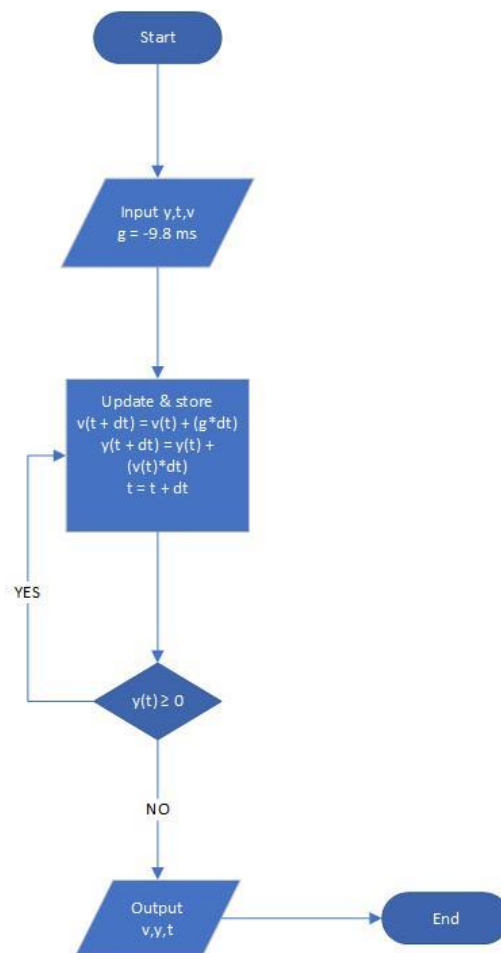 Start
Input y,t,v
g = -9.8 ms
Update & store
v(t + dt) = v(t) + (g*dt)
y(t + dt) = y(t) +
(v(t)*dt)
t = t + dt
YES
y(t) ≥ 0
NO
Output
v,y,t
End